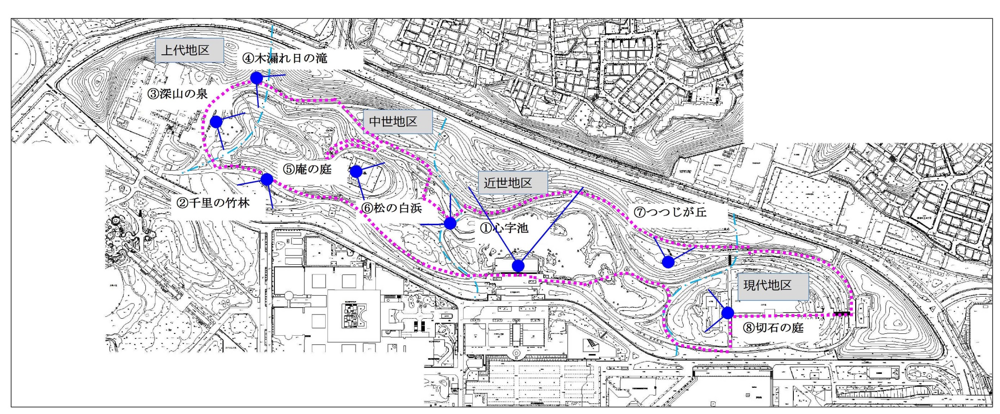 上代地区
④木漏れ日の滝
③深山の泉
中世地区
⑤庵の庭
近世地区
②千里の竹林
⑥松の白浜
⑦つつじが丘
①心字池
現代地区
⑧切石の庭